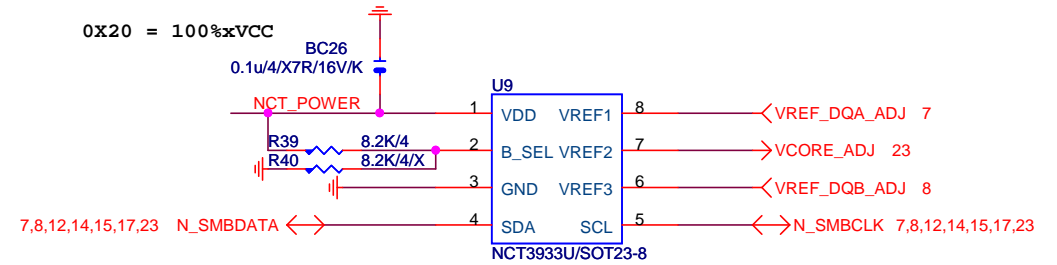 0X20 = 100%xVCC
BC26
0.1u/4/X7R/16V/K
U9
NCT_POWER
1 VDD VREF1 8 VREF_DQA_ADJ 7
R39 8.2K/4
2 B_SEL VREF2 7 VCORE_ADJ 23
R40 8.2K/4/X
3 GND VREF3 6 VREF_DQB_ADJ 8
7,8,12,14,15,17,23 N_SMBDATA 4 SDA SCL 5 N_SMBCLK 7,8,12,14,15,17,23
NCT3933U/SOT23-8